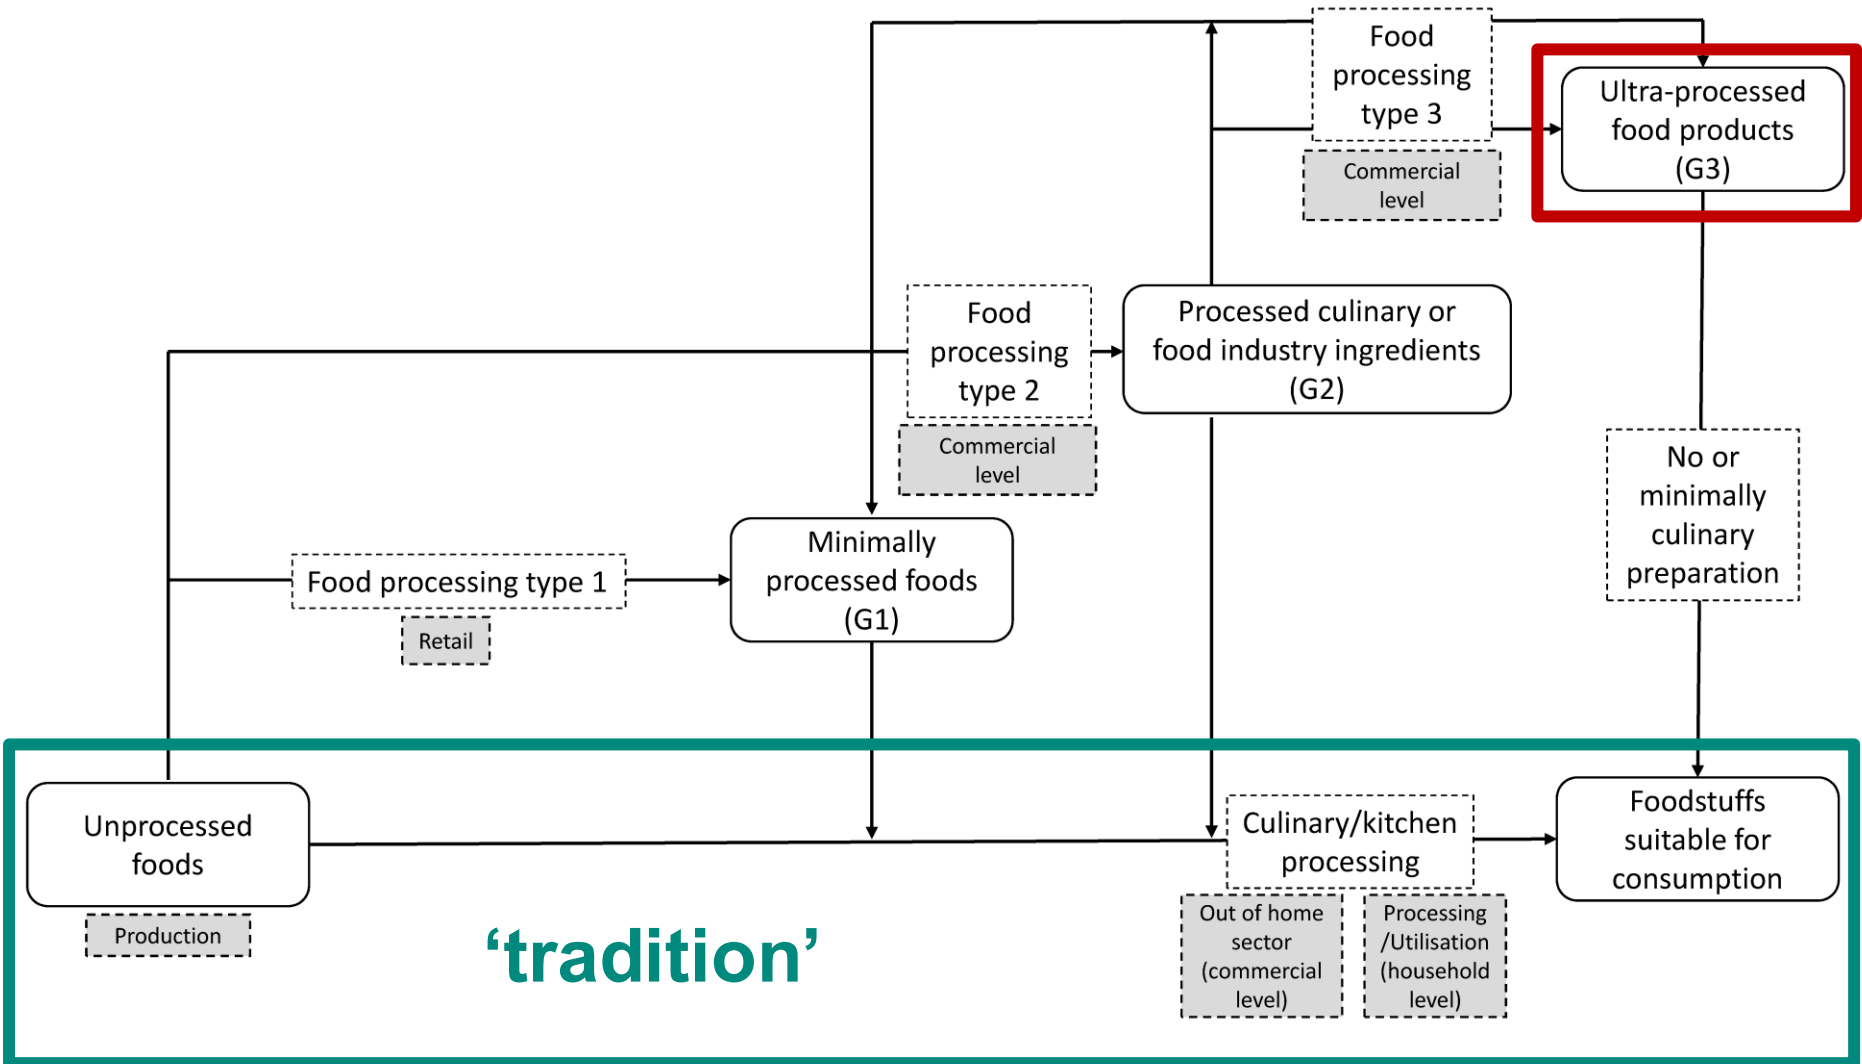 Food
processing
type 3
Commercial
level
Ultra-processed
food products
(G3)
Food
processing
type 2
Commercial
level
Processed culinary or
food industry ingredients
(G2)
No or
minimally
culinary
preparation
Food processing type 1
Retail
Minimally
processed foods
(G1)
Unprocessed
foods
Production
‘tradition’
Culinary/kitchen
processing
Out of home
sector
(commercial
level)
Processing
/Utilisation
(household
level)
Foodstuffs
suitable for
consumption